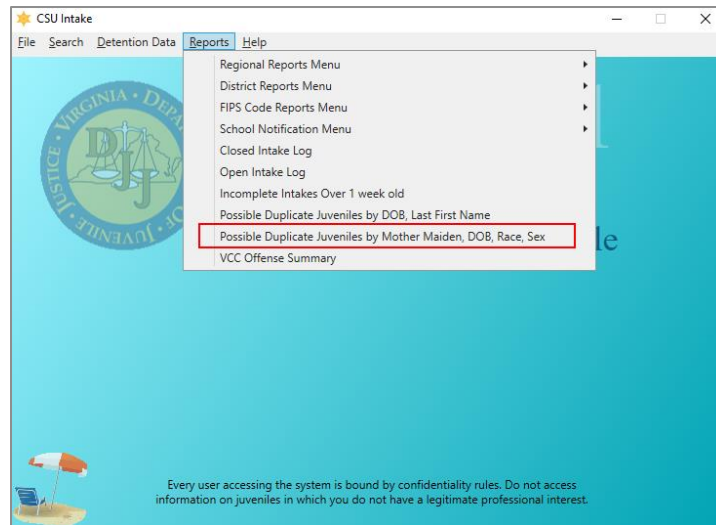 CSU Intake
File Search Detention Data Reports Help
Regional Reports Menu
District Reports Menu
FIPS Code Reports Menu
School Notification Menu
Closed Intake Log
Open Intake Log
Incomplete Intakes Over 1 week old
Possible Duplicate Juveniles by DOB, Last First Name
Possible Duplicate Juveniles by Mother Maiden, DOB, Race, Sex
VCC Offense Summary
le
DJJ
Every user accessing the system is bound by confidentiality rules. Do not access
information on juveniles in which you do not have a legitimate professional interest.